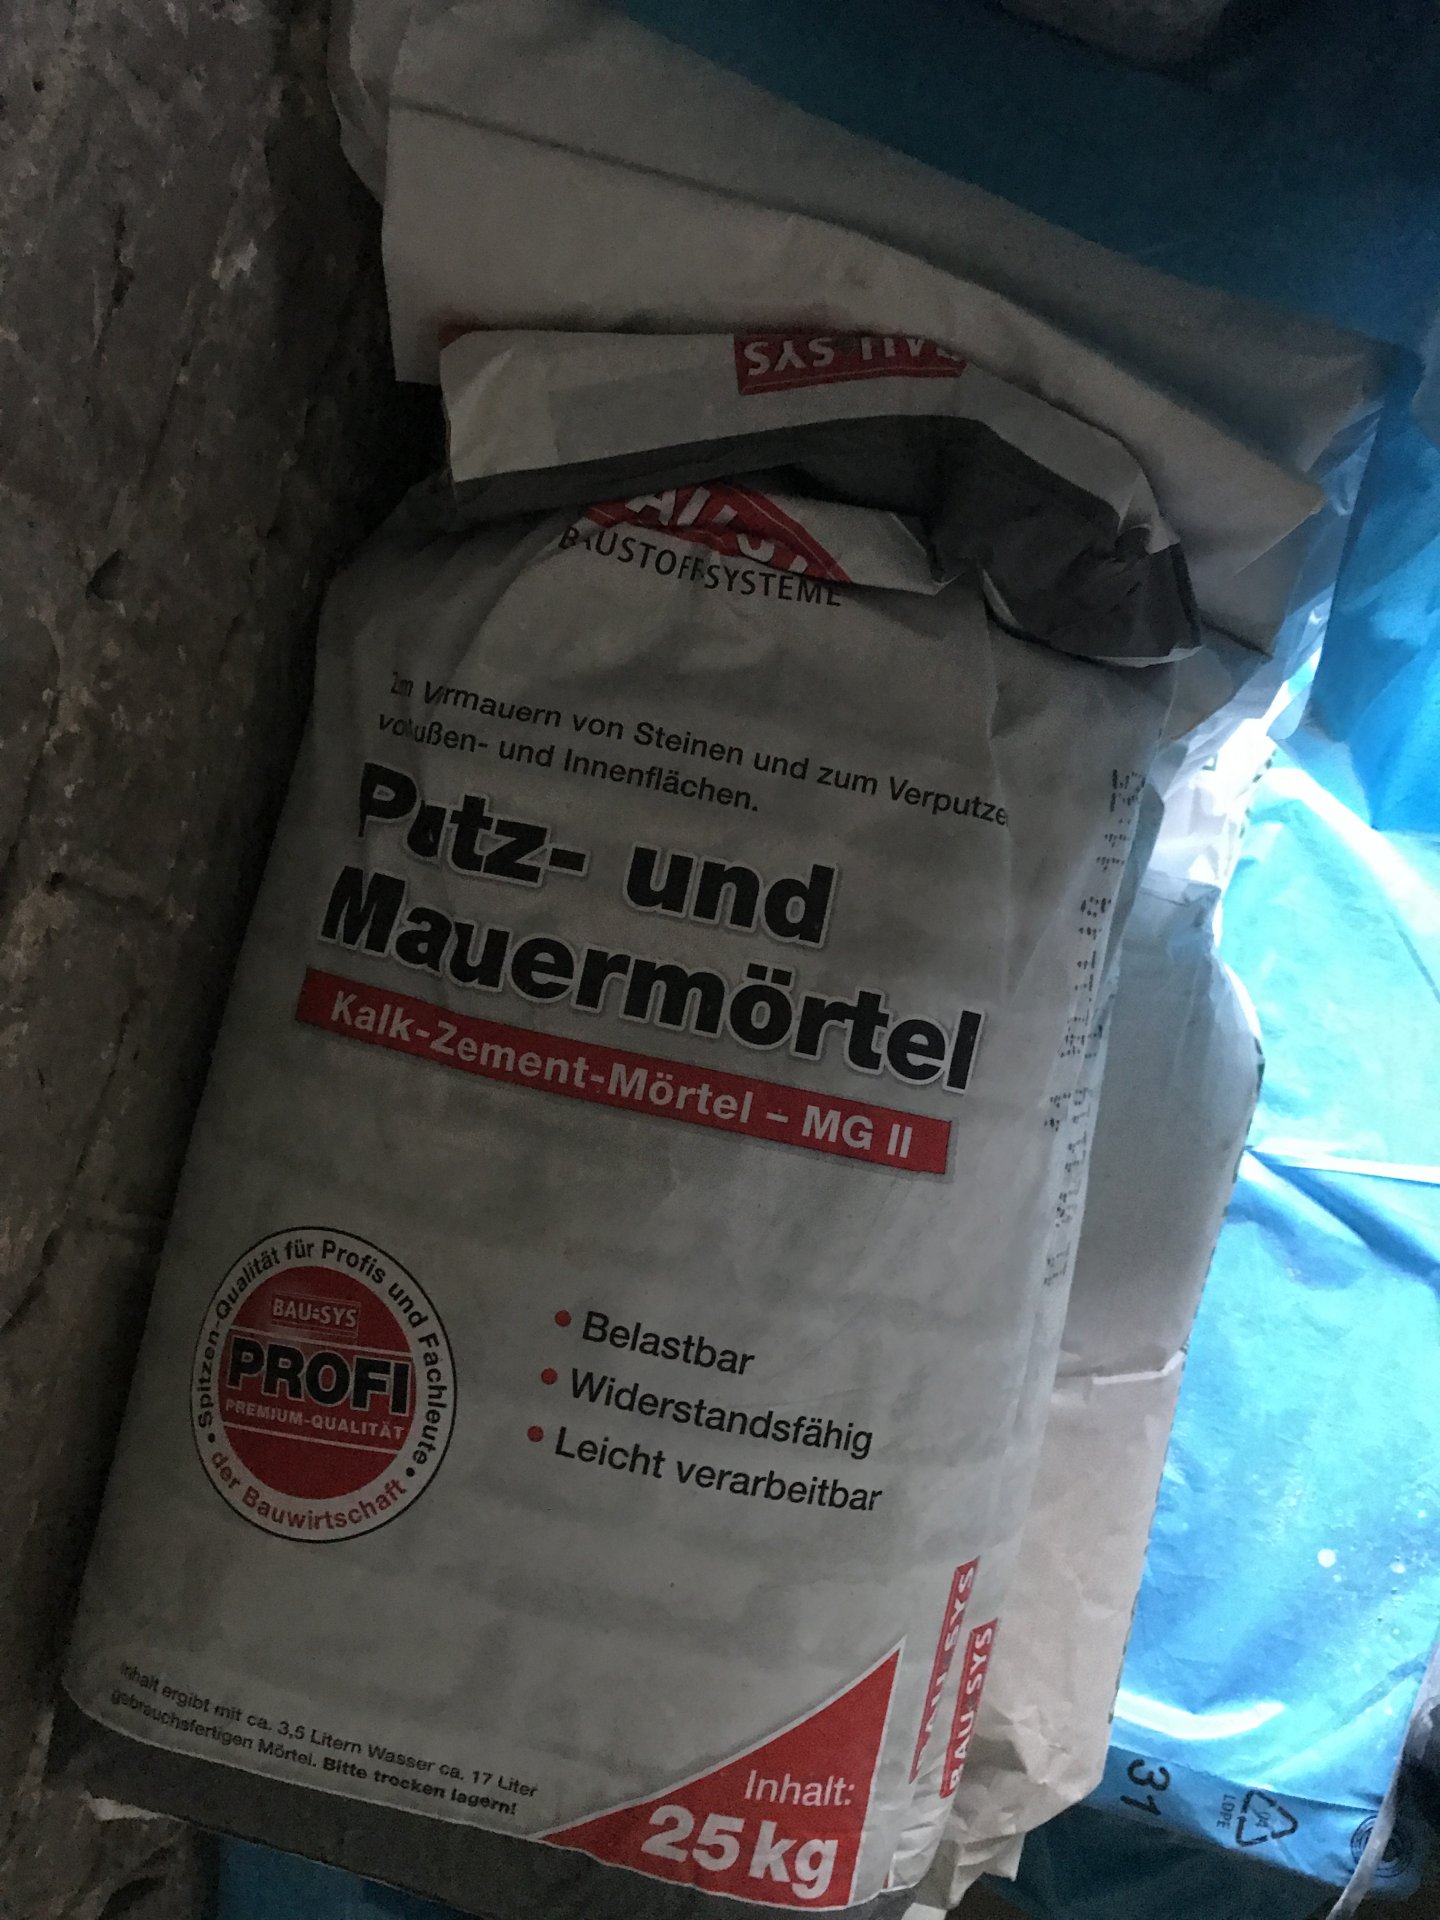 BAUSTOFFSYSTEME
Vermauern von Steinen und zum
Außen- und Innenflächen.
Putz- und
Mauermörtel
Kalk-Zement-Mörtel – MG II
• Spitzen-Qualität für Profis und Fachleute •
der Bauwirtschaft
BAU-SYS
PROFI
PREMIUM-QUALITÄT
• Belastbar
• Widerstandsfähig
• Leicht verarbeitbar
Inhalt ergibt mit ca. 3,5 Litern Wasser ca. 17 Liter
gebrauchsfertigen Mörtel. Bitte trocken lagern!
Inhalt:
25 kg
BAU-SYS
BAU-SYS
31
04
LDPE